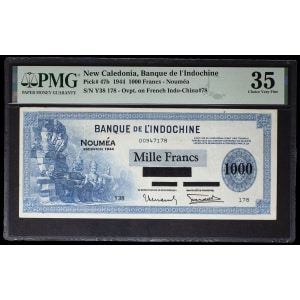 PMG
PAPER MONEY GUARANTY
New Caledonia, Banque de l'Indochine
Pick# 47b 1944 1000 Francs - Nouméa
S/N Y38 178 - Ovpt. on French Indo-China#78
35
Choice Very Fine
BANQUE DE L'INDOCHINE
NOUMÉA
00947178
Mille Francs
1000
Y38
178